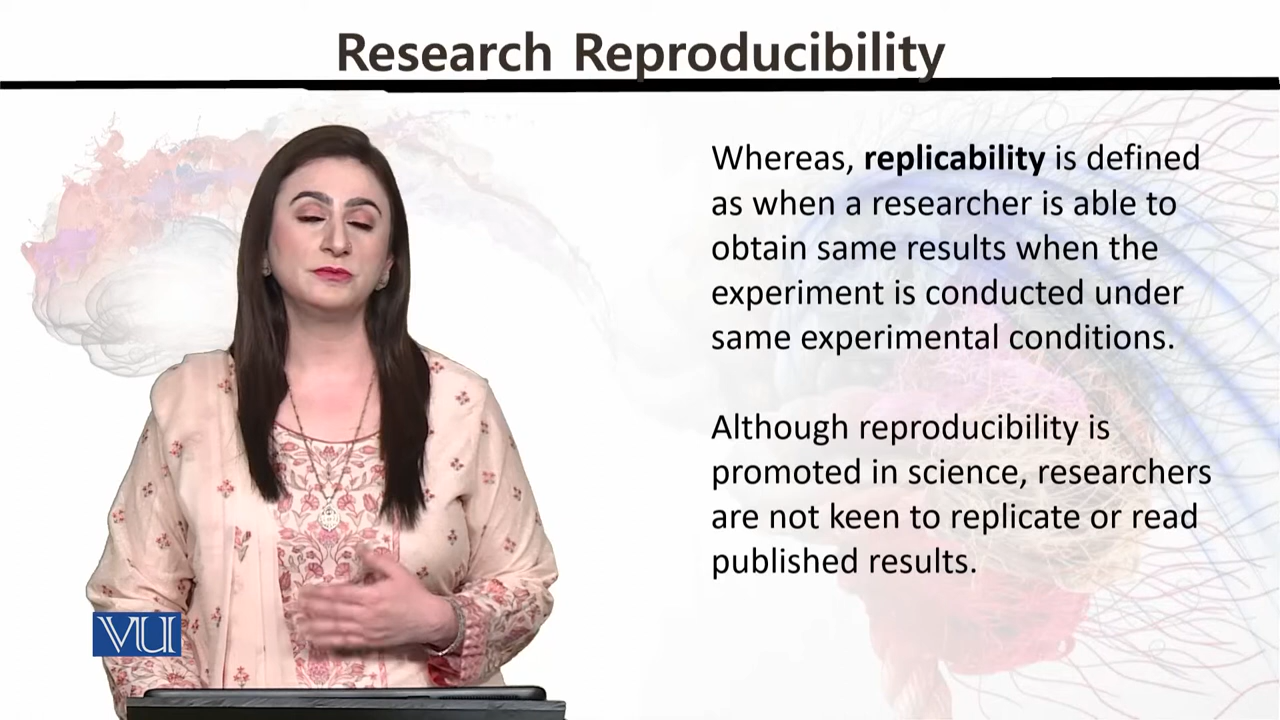 Research Reproducibility
Whereas, replicability is defined
as when a researcher is able to
obtain same results when the
experiment is conducted under
same experimental conditions.
Although reproducibility is
promoted in science, researchers
are not keen to replicate or read
published results.
VU